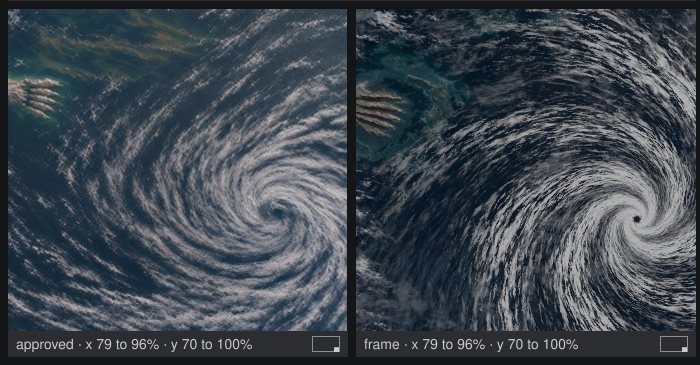 approved · x 79 to 96% · y 70 to 100%
frame · x 79 to 96% · y 70 to 100%